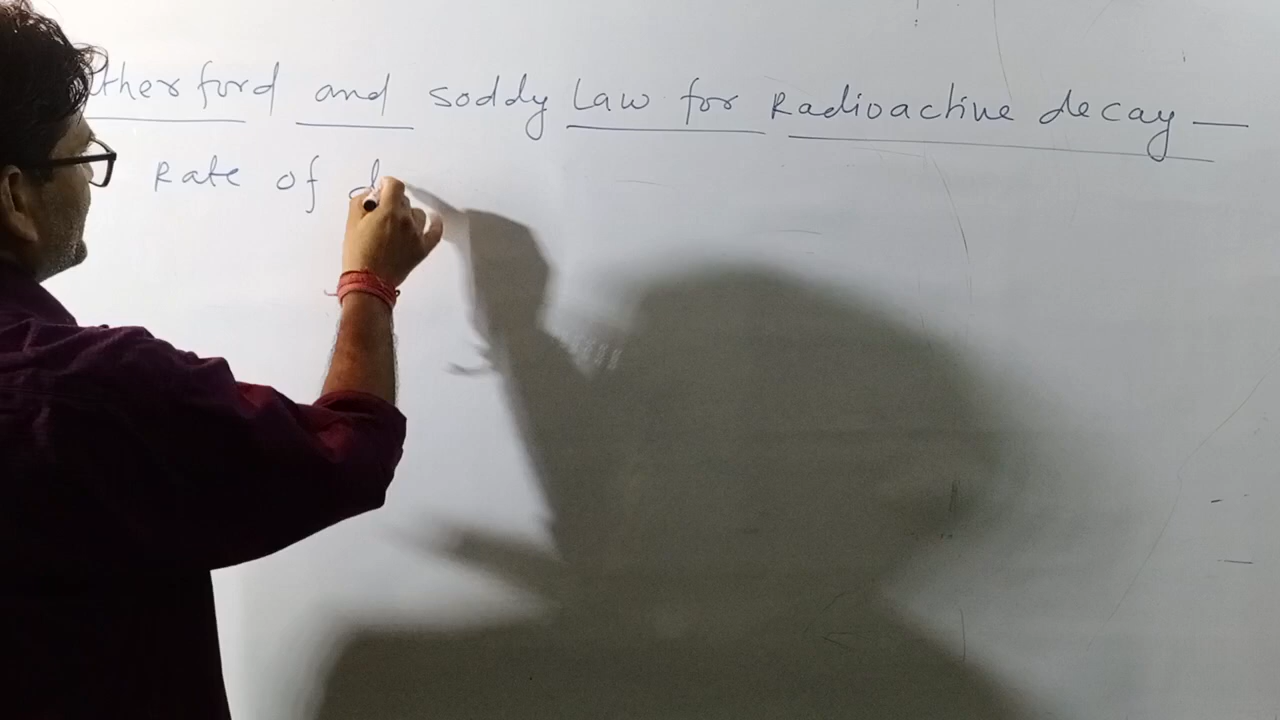 therford and soddy Law for Radioactive decay —
Rate of d